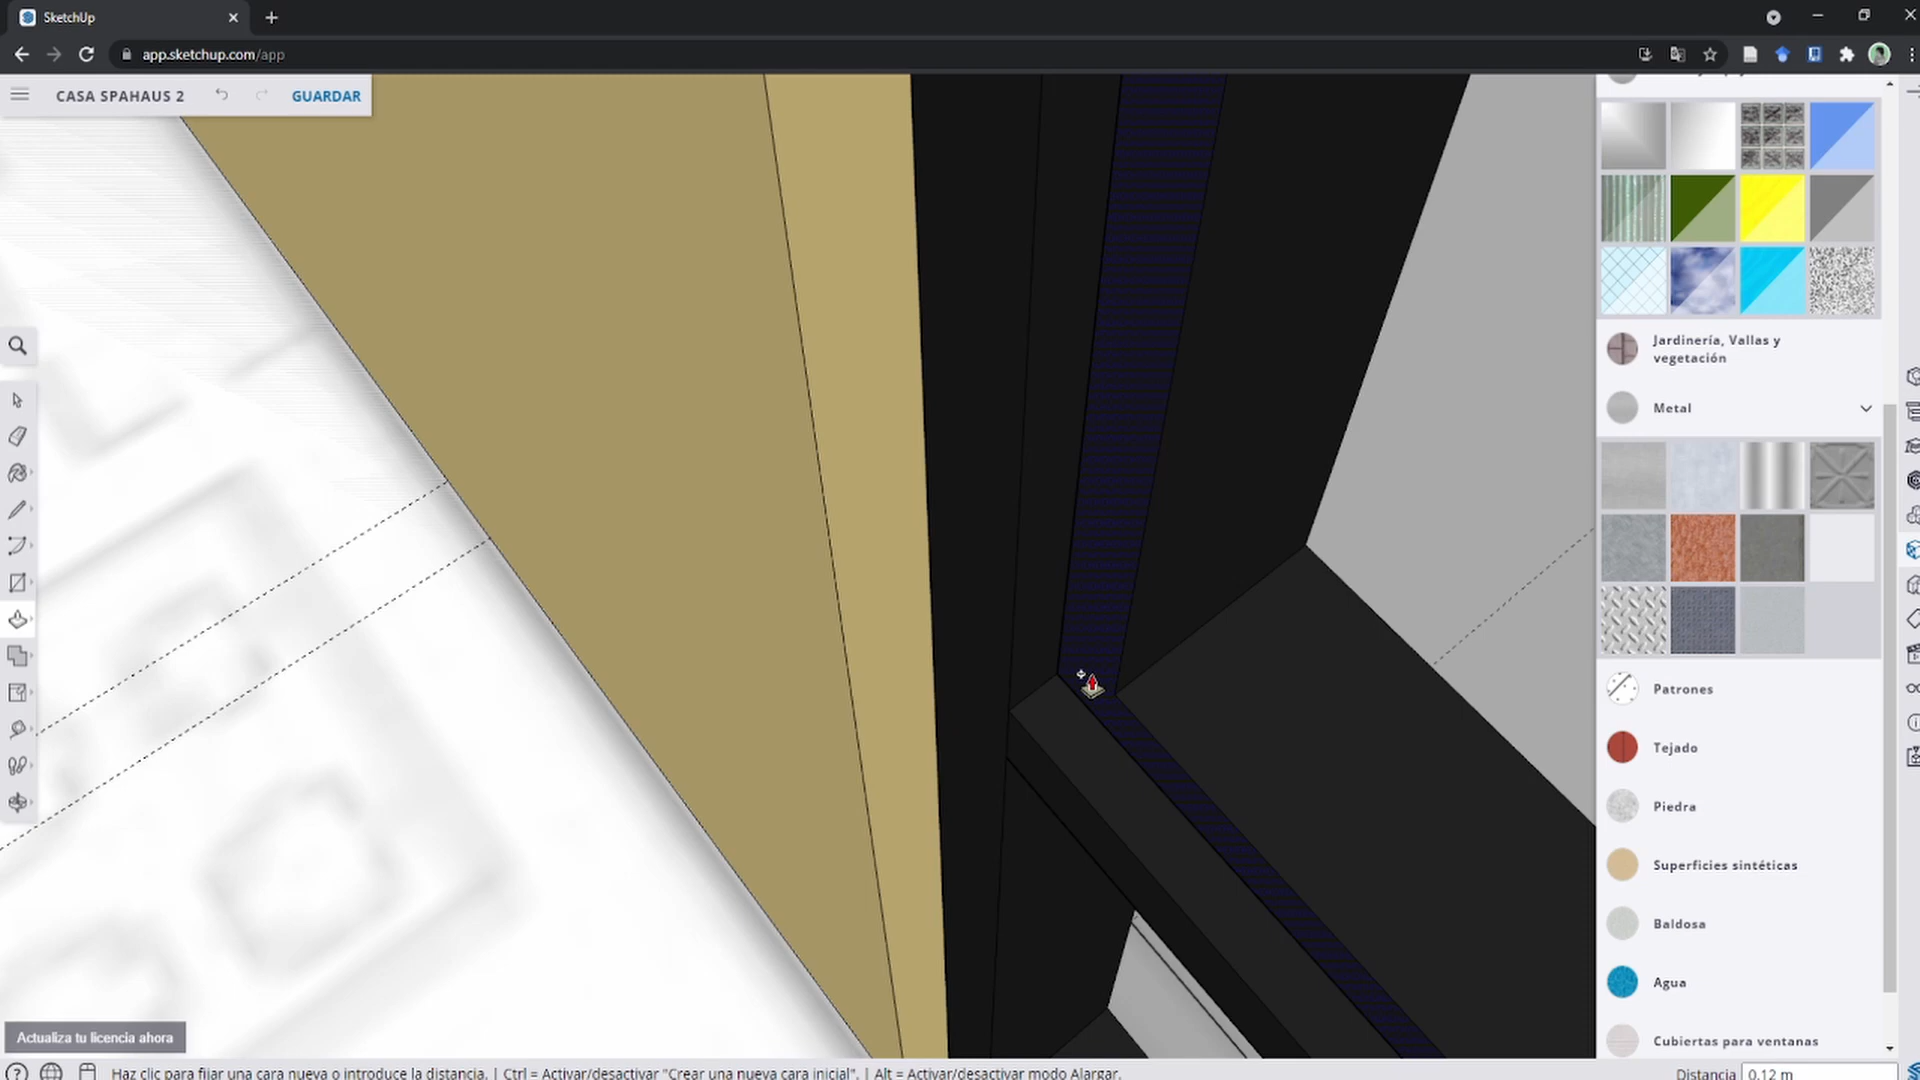 SketchUp
app.sketchup.com/app
CASA SPAHAUS 2
GUARDAR
Jardinería, Vallas y
vegetación
Metal
Patrones
Tejado
Piedra
Superficies sintéticas
Baldosa
Agua
Cubiertas para ventanas
Actualiza tu licencia ahora
Haz clic para fijar una cara nueva o introduce la distancia. | Ctrl = Activar/desactivar "Crear una nueva cara inicial". | Alt = Activar/desactivar modo Alargar.
Distancia 0,12 m